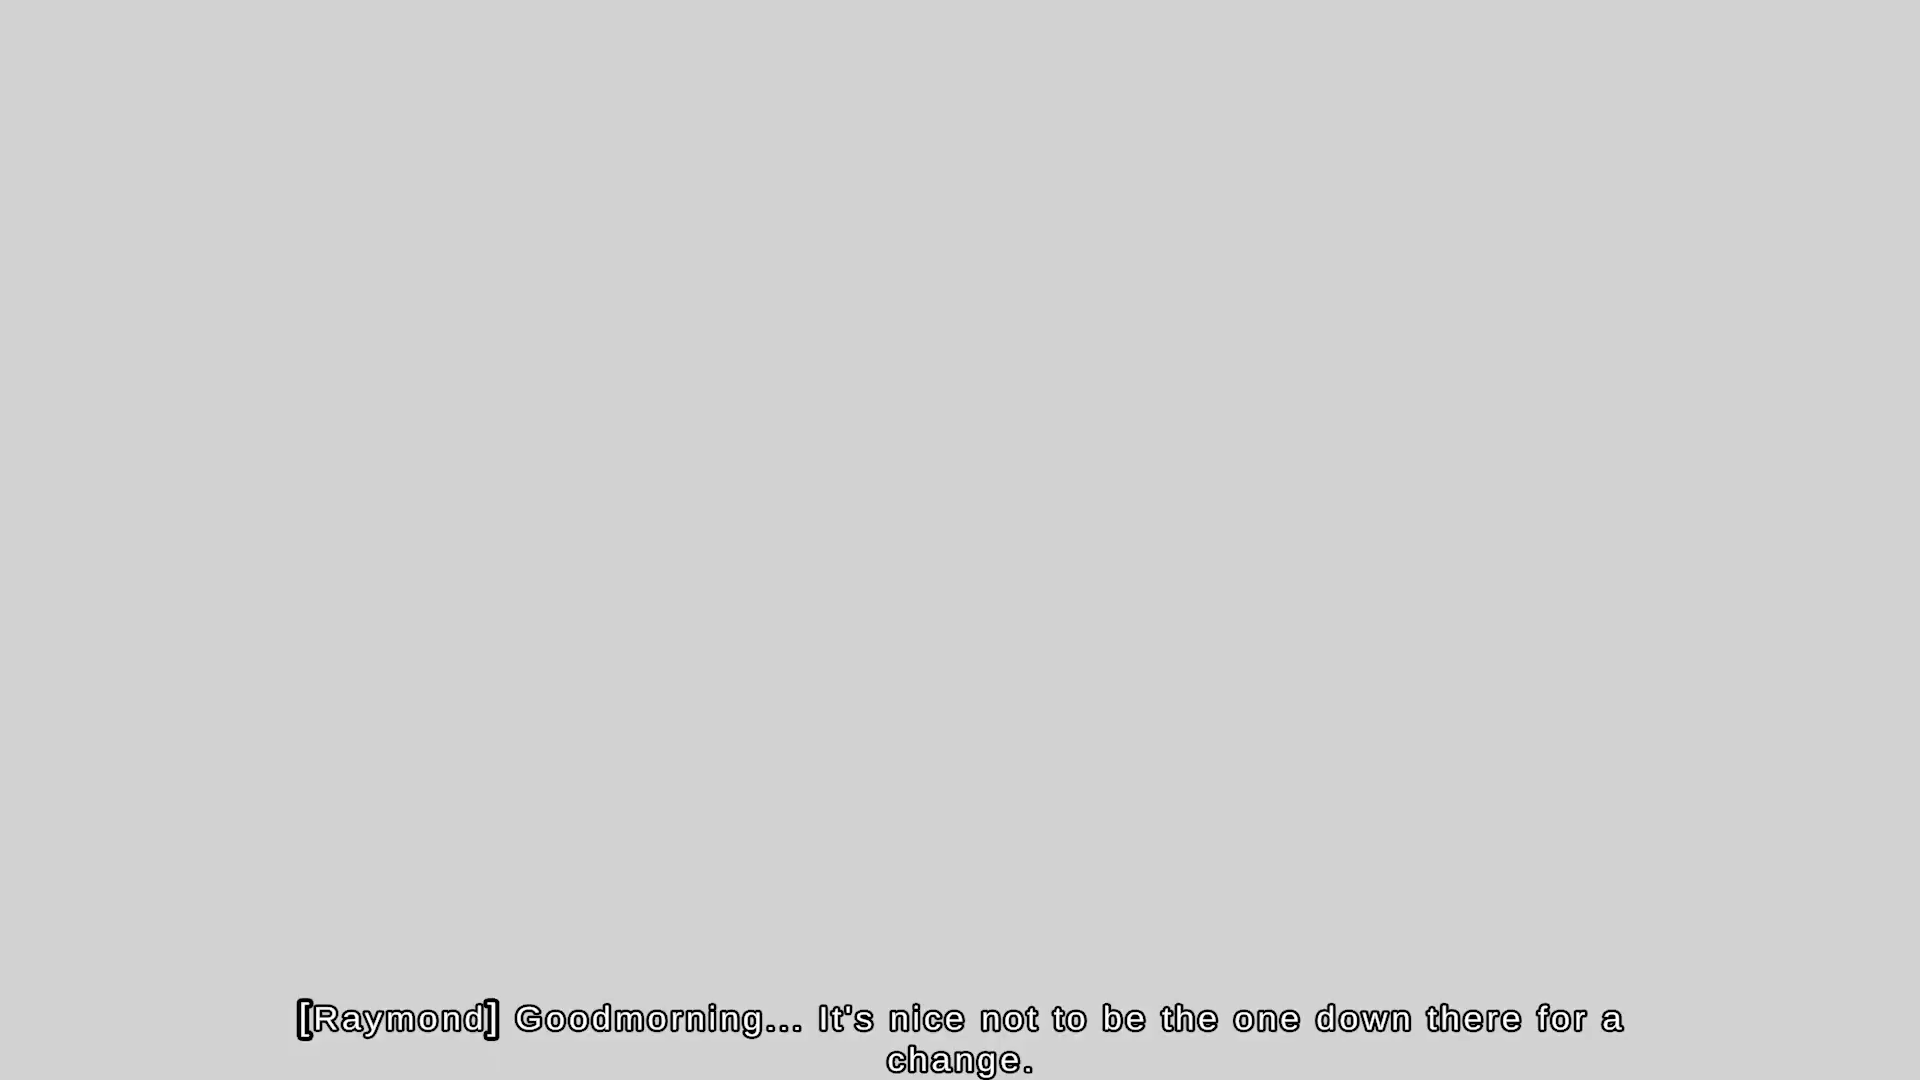 [Raymond] Goodmorning... It's nice not to be the one down there for a
change.